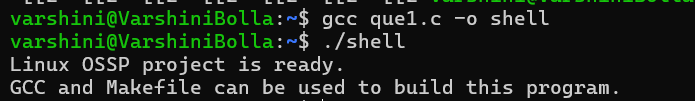 varshini@VarshiniBolla:~$ gcc que1.c -o shell
varshini@VarshiniBolla:~$ ./shell
Linux OSSP project is ready.
GCC and Makefile can be used to build this program.